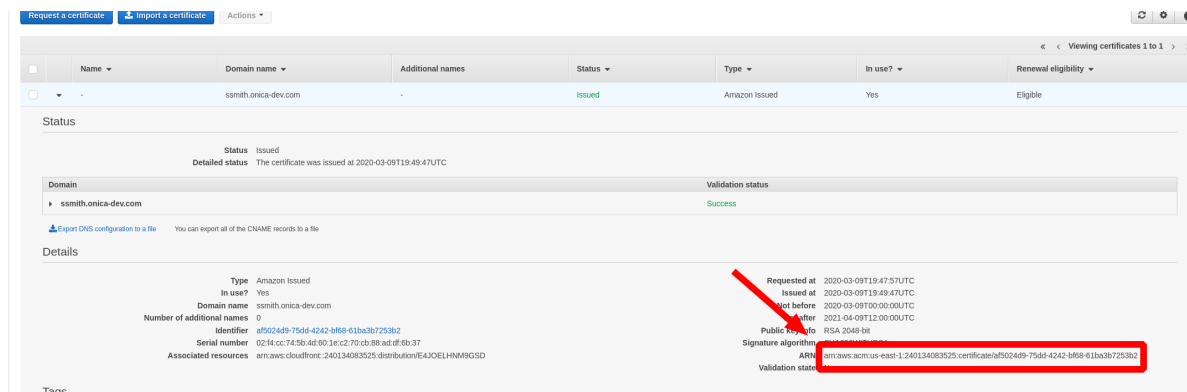 Request a certificate Import a certificate Actions
« < Viewing certificates 1 to 1 >
Name Domain name Additional names Status Type In use? Renewal eligibility
- ssmith.onica-dev.com - Issued Amazon Issued Yes Eligible
Status
Status Issued
Detailed status The certificate was issued at 2020-03-09T19:49:47UTC
Domain Validation status
ssmith.onica-dev.com Success
Export DNS configuration to a file You can export all of the CNAME records to a file
Details
Type Amazon Issued Requested at 2020-03-09T19:47:57UTC
In use? Yes Issued at 2020-03-09T19:49:47UTC
Domain name ssmith.onica-dev.com Not before 2020-03-09T00:00:00UTC
Number of additional names 0 after 2021-04-09T12:00:00UTC
Identifier af5024d9-75dd-4242-bf68-61ba3b7253b2 Public key info RSA 2048-bit
Serial number 02:f4:cc:74:5b:4d:60:1e:c2:70:cb:88:ad:df:6b:37 Signature algorithm
Associated resources arn:aws:cloudfront::240134083525:distribution/E4JOELHNM9GSD ARN arn:aws:acm:us-east-1:240134083525:certificate/af5024d9-75dd-4242-bf68-61ba3b7253b2
Validation state
Tags